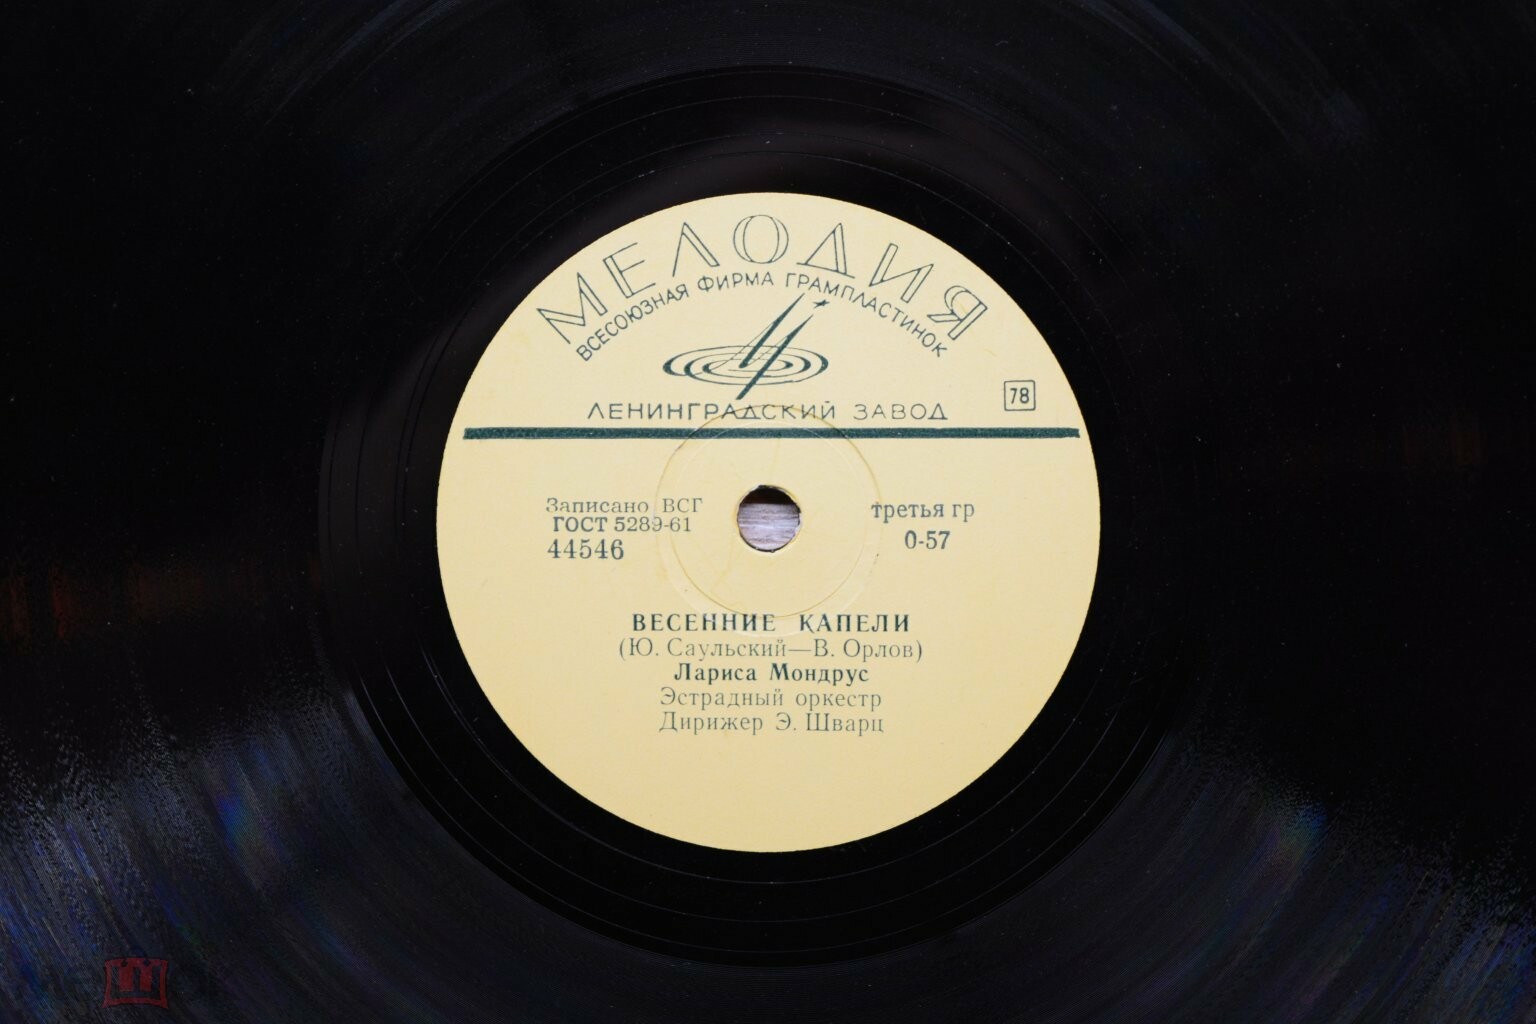 МЕЛОДИЯ
ВСЕСОЮЗНАЯ ФИРМА ГРАМПЛАСТИНОК
ЛЕНИНГРАДСКИЙ ЗАВОД
78
Записано ВСГ
ГОСТ 5289-61
44546
третья гр
0-57
ВЕСЕННИЕ КАПЕЛИ
(Ю. Саульский—В. Орлов)
Лариса Мондрус
Эстрадный оркестр
Дирижер Э. Шварц